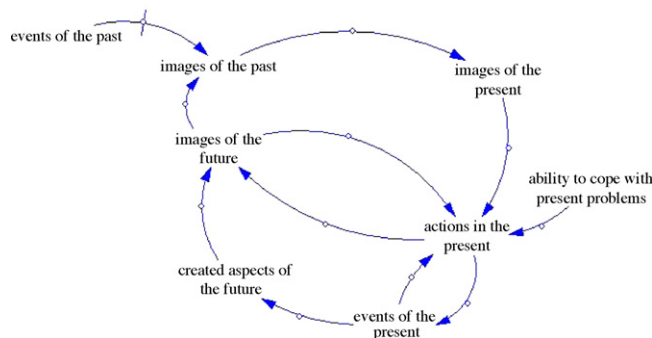 events of the past
images of the past
images of the
present
images of the
future
ability to cope with
present problems
actions in the
present
created aspects of
the future
events of the
present